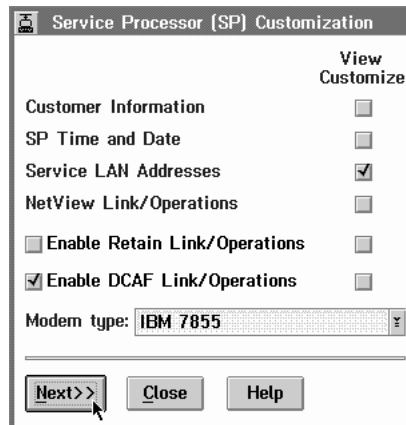 Service Processor (SP) Customization
View
Customize
Customer Information
SP Time and Date
Service LAN Addresses
NetView Link/Operations
Enable Retain Link/Operations
Enable DCAF Link/Operations
Modem type: IBM 7855
Next>> Close Help